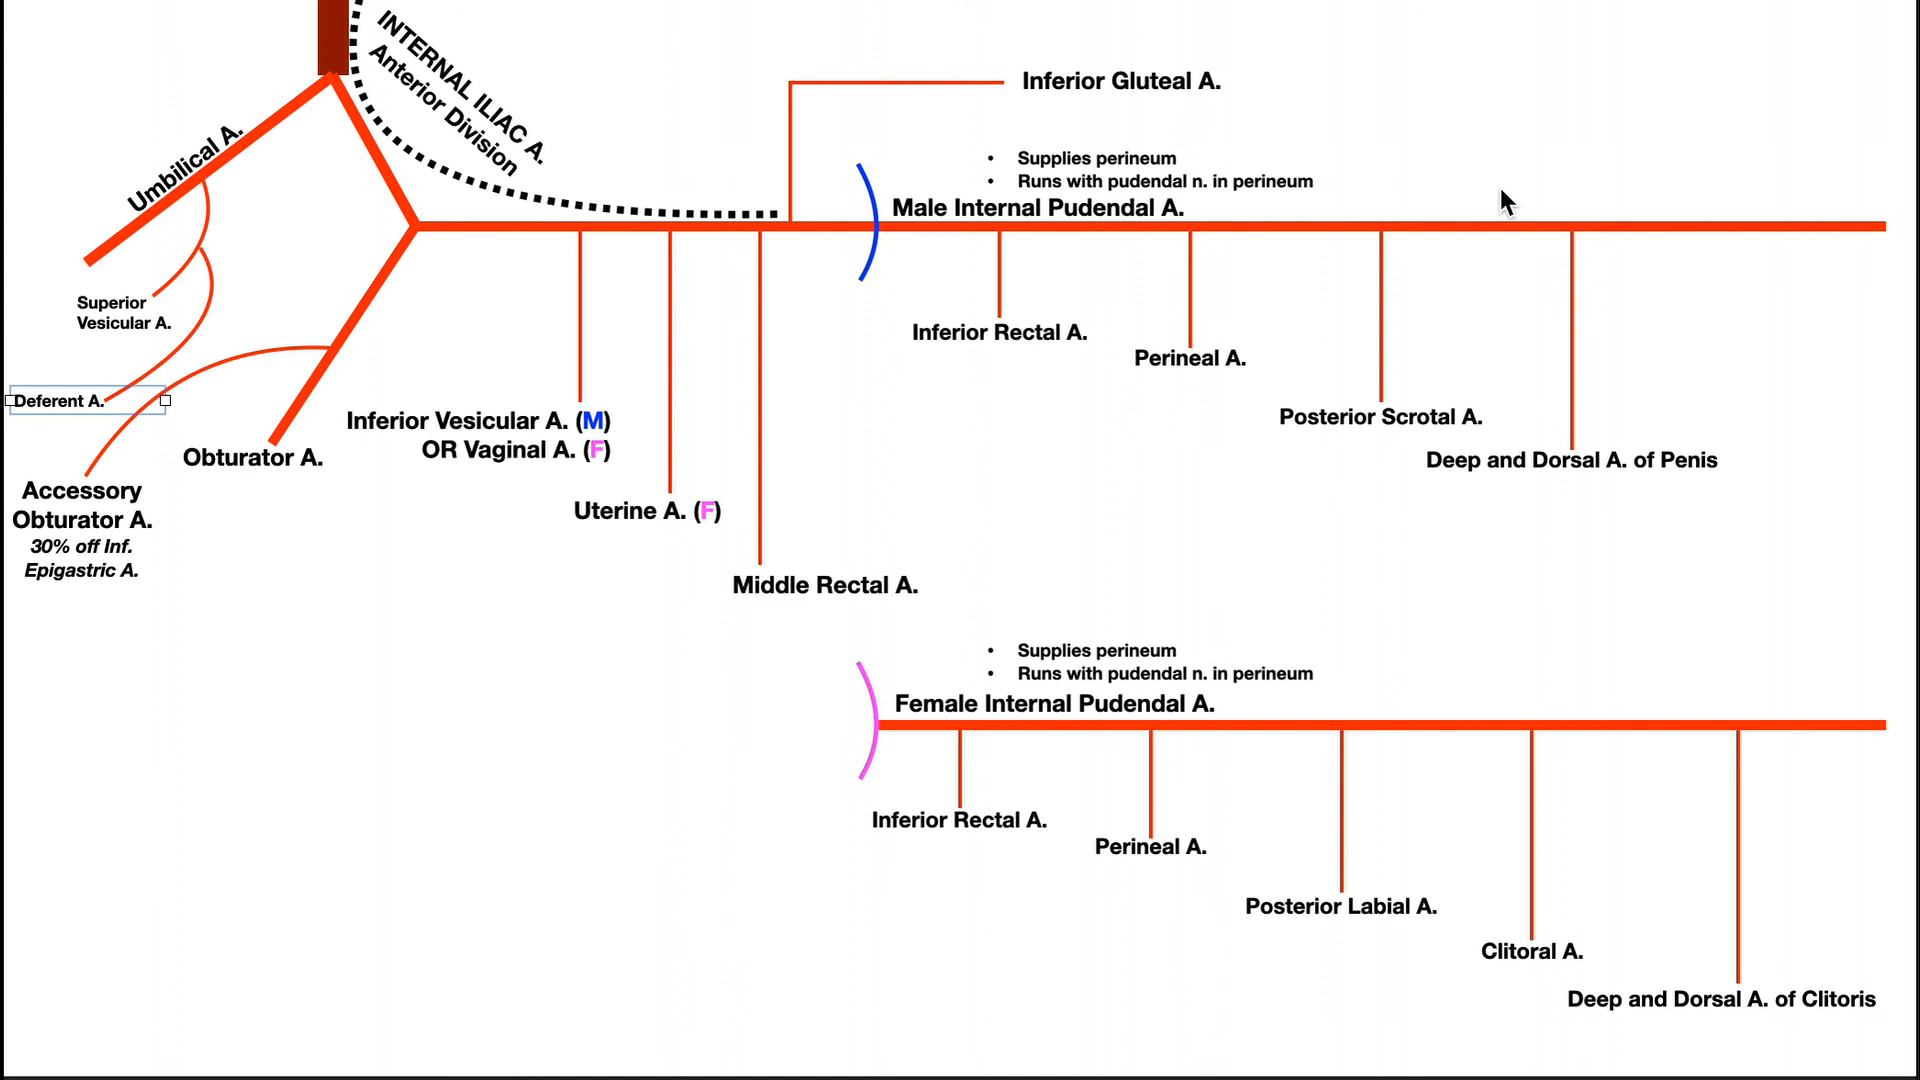 INTERNAL ILIAC A.
Anterior Division
Umbilical A.
Superior
Vesicular A.
Deferent A.
Accessory
Obturator A.
30% off Inf.
Epigastric A.
Obturator A.
Inferior Vesicular A. (M)
OR Vaginal A. (F)
Uterine A. (F)
Middle Rectal A.
Inferior Gluteal A.
• Supplies perineum
• Runs with pudendal n. in perineum
Male Internal Pudendal A.
Inferior Rectal A.
Perineal A.
Posterior Scrotal A.
Deep and Dorsal A. of Penis
• Supplies perineum
• Runs with pudendal n. in perineum
Female Internal Pudendal A.
Inferior Rectal A.
Perineal A.
Posterior Labial A.
Clitoral A.
Deep and Dorsal A. of Clitoris